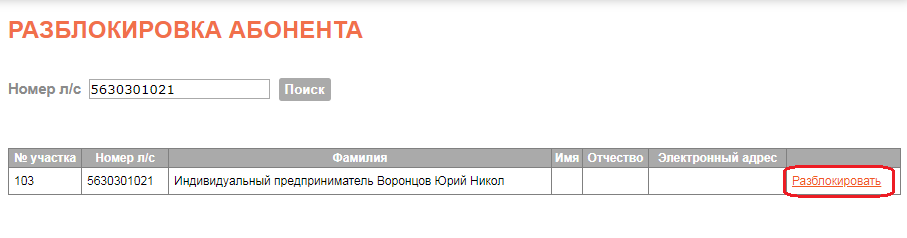 РАЗБЛОКИРОВКА АБОНЕНТА
Номер л/с 5630301021 Поиск
№ участка Номер л/с Фамилия Имя Отчество Электронный адрес
103 5630301021 Индивидуальный предприниматель Воронцов Юрий Никол Разблокировать